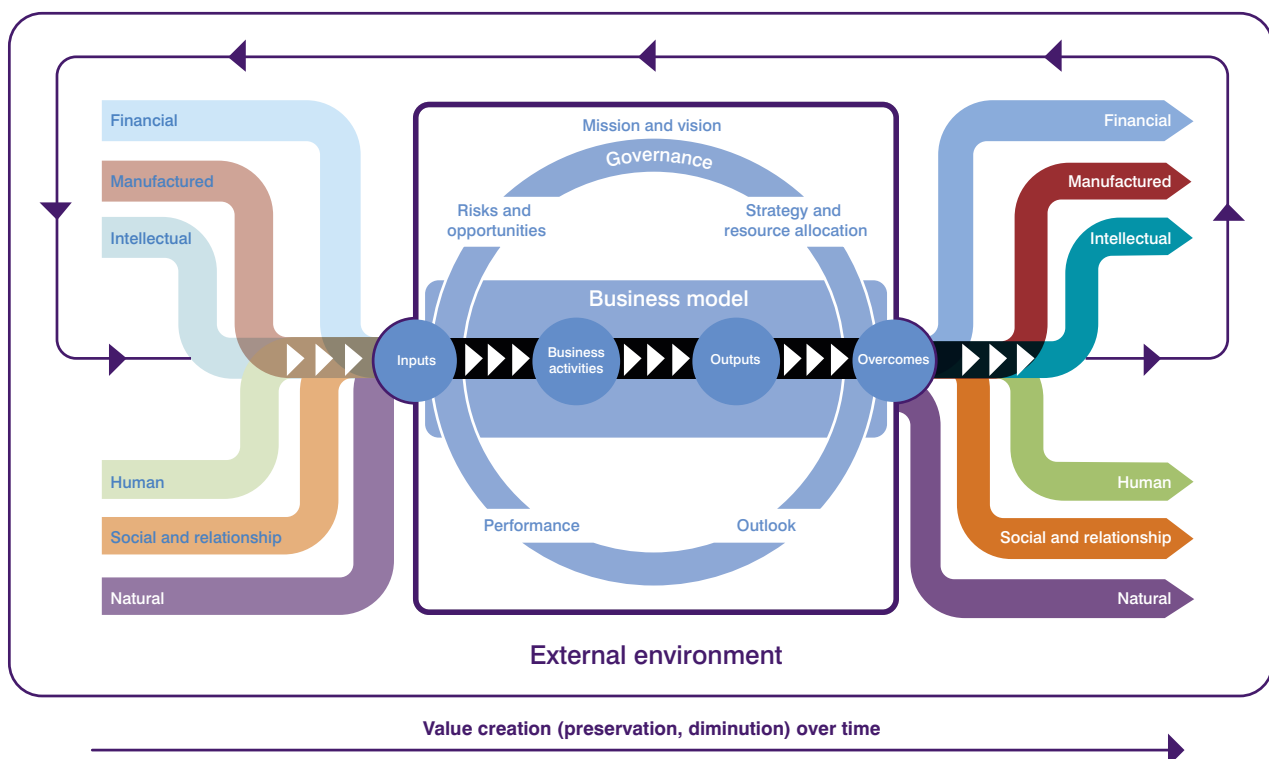 Financial
Manufactured
Intellectual
Human
Social and relationship
Natural
Mission and vision
Governance
Risks and
opportunities
Strategy and
resource allocation
Business model
Inputs
Business
activities
Outputs
Overcomes
Performance
Outlook
Financial
Manufactured
Intellectual
Human
Social and relationship
Natural
External environment
Value creation (preservation, diminution) over time